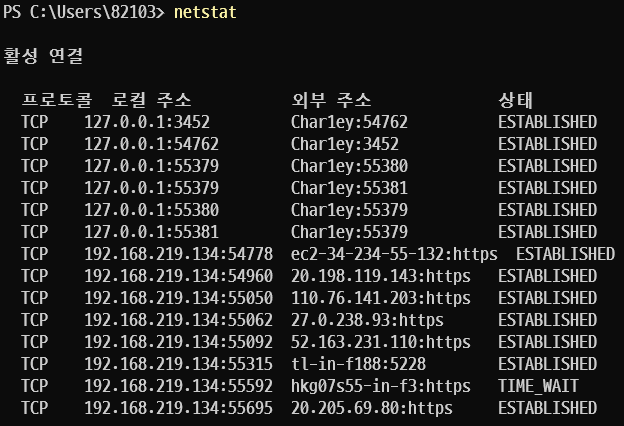 PS C:\Users\82103> netstat
활성 연결
프로토콜 로컬 주소 외부 주소 상태
TCP 127.0.0.1:3452 Char1ey:54762 ESTABLISHED
TCP 127.0.0.1:54762 Char1ey:3452 ESTABLISHED
TCP 127.0.0.1:55379 Char1ey:55380 ESTABLISHED
TCP 127.0.0.1:55379 Char1ey:55381 ESTABLISHED
TCP 127.0.0.1:55380 Char1ey:55379 ESTABLISHED
TCP 127.0.0.1:55381 Char1ey:55379 ESTABLISHED
TCP 192.168.219.134:54778 ec2-34-234-55-132:https ESTABLISHED
TCP 192.168.219.134:54960 20.198.119.143:https ESTABLISHED
TCP 192.168.219.134:55050 110.76.141.203:https ESTABLISHED
TCP 192.168.219.134:55062 27.0.238.93:https ESTABLISHED
TCP 192.168.219.134:55092 52.163.231.110:https ESTABLISHED
TCP 192.168.219.134:55315 tl-in-f188:5228 ESTABLISHED
TCP 192.168.219.134:55592 hkg07s55-in-f3:https TIME_WAIT
TCP 192.168.219.134:55695 20.205.69.80:https ESTABLISHED